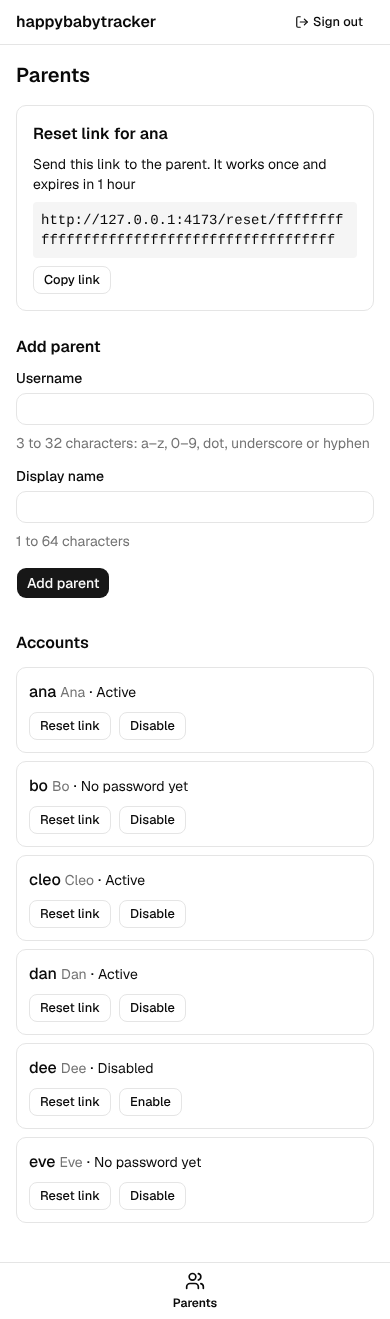 happybabytracker
Sign out
Parents
Reset link for ana
Send this link to the parent. It works once and
expires in 1 hour
http://127.0.0.1:4173/reset/ffffffff
fffffffffffffffffffffffffffffffffff
Copy link
Add parent
Username
3 to 32 characters: a–z, 0–9, dot, underscore or hyphen
Display name
1 to 64 characters
Add parent
Accounts
ana Ana · Active
Reset link Disable
bo Bo · No password yet
Reset link Disable
cleo Cleo · Active
Reset link Disable
dan Dan · Active
Reset link Disable
dee Dee · Disabled
Reset link Enable
eve Eve · No password yet
Reset link Disable
Parents